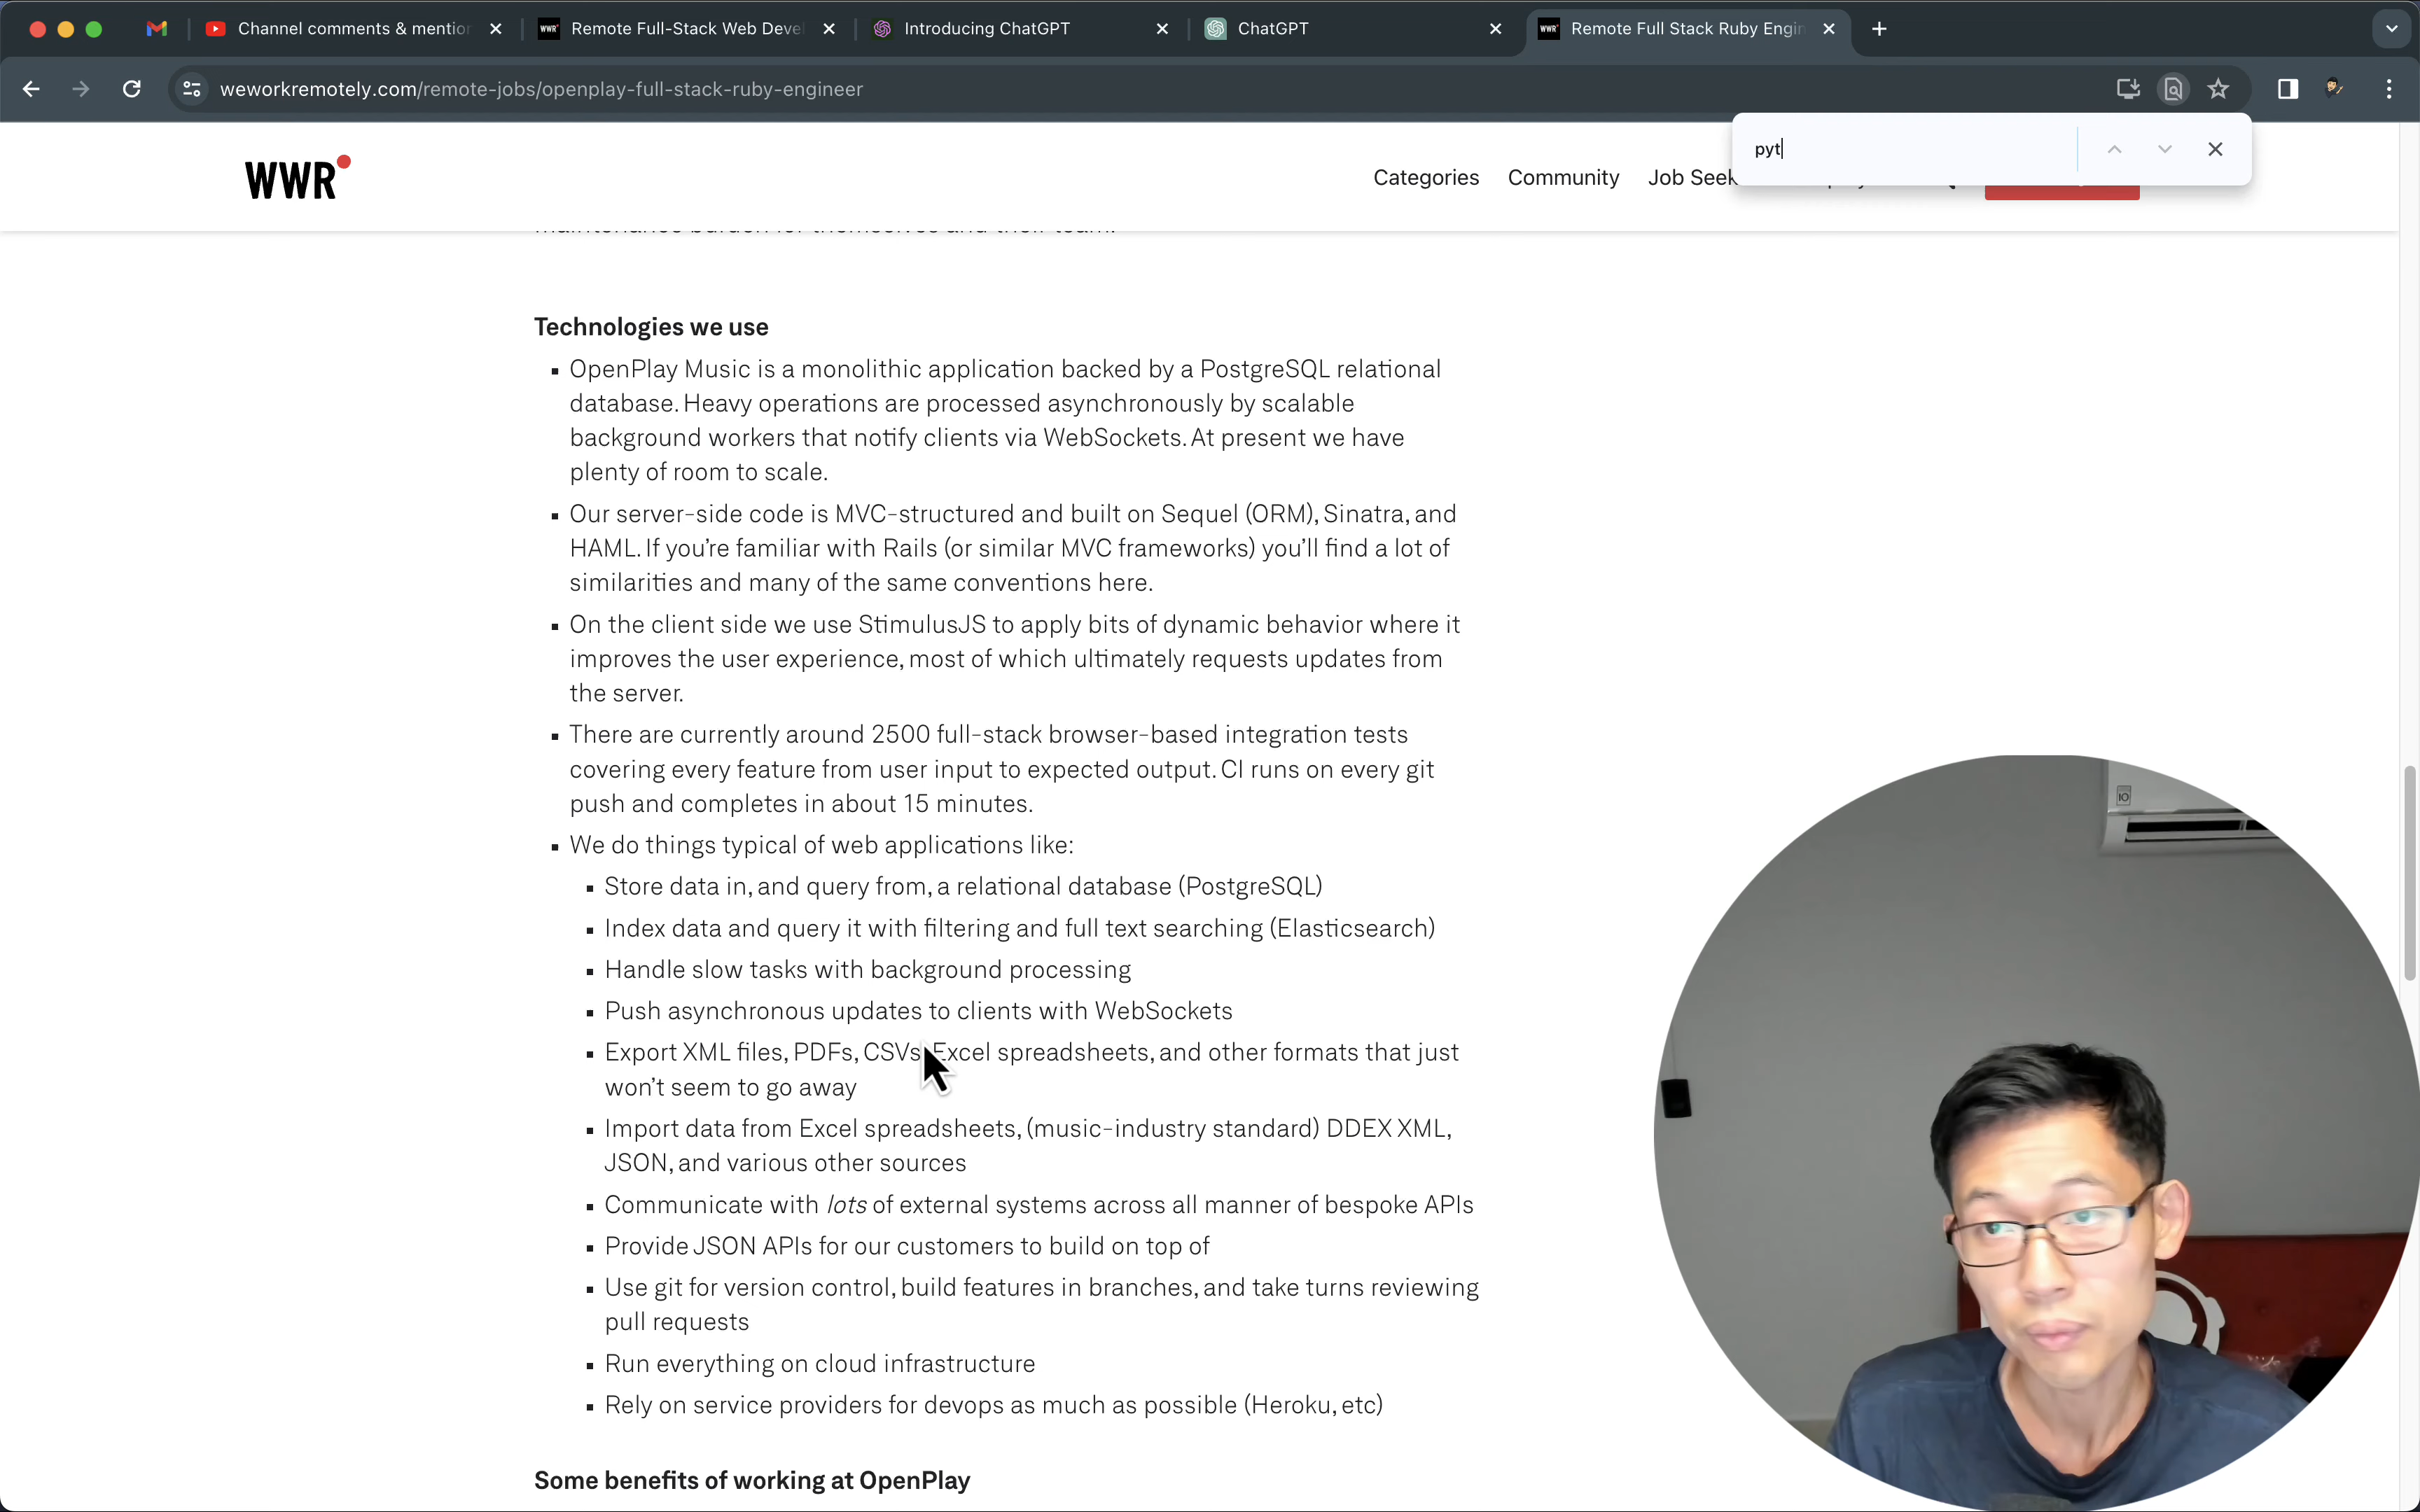 Channel comments & mention
Remote Full-Stack Web Deve
Introducing ChatGPT
ChatGPT
Remote Full Stack Ruby Engin
weworkremotely.com/remote-jobs/openplay-full-stack-ruby-engineer
pyt
WWR
Categories
Community
Job Seek
maintenance burden for themselves and their team.
Technologies we use
OpenPlay Music is a monolithic application backed by a PostgreSQL relational
database. Heavy operations are processed asynchronously by scalable
background workers that notify clients via WebSockets. At present we have
plenty of room to scale.
Our server-side code is MVC-structured and built on Sequel (ORM), Sinatra, and
HAML. If you’re familiar with Rails (or similar MVC frameworks) you’ll find a lot of
similarities and many of the same conventions here.
On the client side we use StimulusJS to apply bits of dynamic behavior where it
improves the user experience, most of which ultimately requests updates from
the server.
There are currently around 2500 full-stack browser-based integration tests
covering every feature from user input to expected output. CI runs on every git
push and completes in about 15 minutes.
We do things typical of web applications like:
Store data in, and query from, a relational database (PostgreSQL)
Index data and query it with filtering and full text searching (Elasticsearch)
Handle slow tasks with background processing
Push asynchronous updates to clients with WebSockets
Export XML files, PDFs, CSVs, Excel spreadsheets, and other formats that just
won’t seem to go away
Import data from Excel spreadsheets, (music-industry standard) DDEX XML,
JSON, and various other sources
Communicate with lots of external systems across all manner of bespoke APIs
Provide JSON APIs for our customers to build on top of
Use git for version control, build features in branches, and take turns reviewing
pull requests
Run everything on cloud infrastructure
Rely on service providers for devops as much as possible (Heroku, etc)
Some benefits of working at OpenPlay